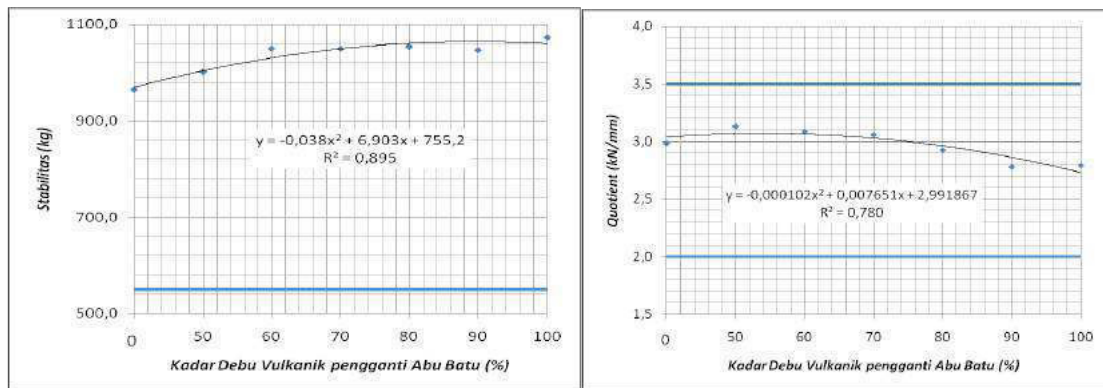 1100,0
900,0
700,0
500,0
Stabilitas (kg)
y = -0,038x² + 6,903x + 755,2
R² = 0,895
0 50 60 70 80 90 100
Kadar Debu Vulkanik pengganti Abu Batu (%)
4,0
3,5
3,0
2,5
2,0
1,5
Quotient (kN/mm)
y = -0,000102x² + 0,007651x + 2,991867
R² = 0,780
0 50 60 70 80 90 100
Kadar Debu Vulkanik pengganti Abu Batu (%)